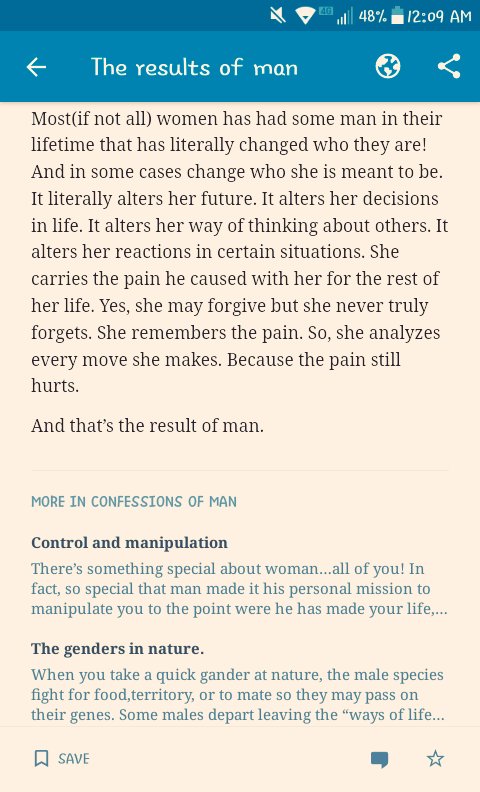 4G 48% 12:09 AM
The results of man
Most(if not all) women has had some man in their
lifetime that has literally changed who they are!
And in some cases change who she is meant to be.
It literally alters her future. It alters her decisions
in life. It alters her way of thinking about others. It
alters her reactions in certain situations. She
carries the pain he caused with her for the rest of
her life. Yes, she may forgive but she never truly
forgets. She remembers the pain. So, she analyzes
every move she makes. Because the pain still
hurts.
And that's the result of man.
MORE IN CONFESSIONS OF MAN
Control and manipulation
There's something special about woman...all of you! In
fact, so special that man made it his personal mission to
manipulate you to the point were he has made your life,...
The genders in nature.
When you take a quick gander at nature, the male species
fight for food,territory, or to mate so they may pass on
their genes. Some males depart leaving the “ways of life...
SAVE